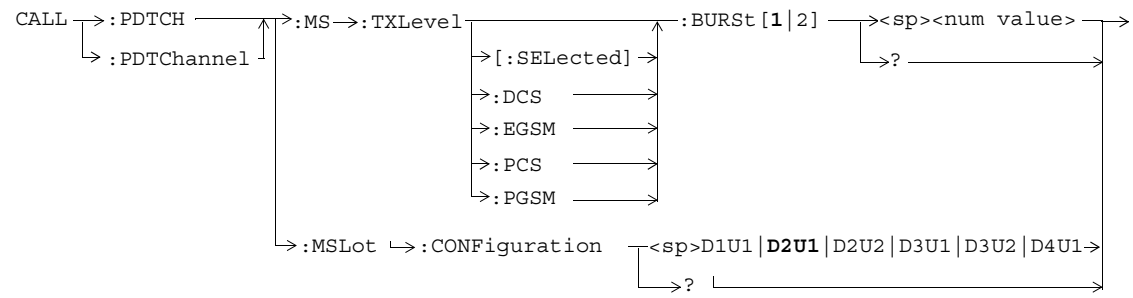 CALL :PDTCH :MS :TXLevel :BURSt[1|2] <sp><num value>
:PDTChannel [:SELected] ?
:DCS
:EGSM
:PCS
:PGSM
:MSLot :CONFiguration <sp>D1U1|D2U1|D2U2|D3U1|D3U2|D4U1
?